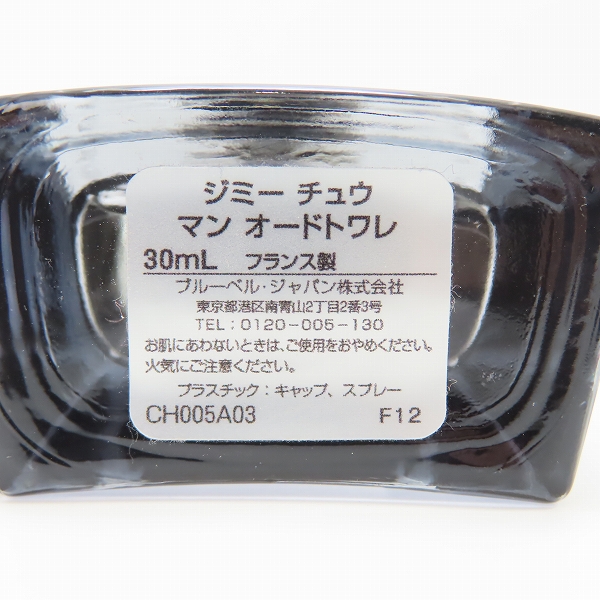 ジミー チュウ
マン オードトワレ
30mL フランス製
ブルーベル・ジャパン株式会社
東京都港区南青山2丁目2番3号
TEL：0120-005-130
お肌にあわないときは、ご使用をおやめください。
火気にご注意ください。
プラスチック：キャップ、スプレー
CH005A03 F12